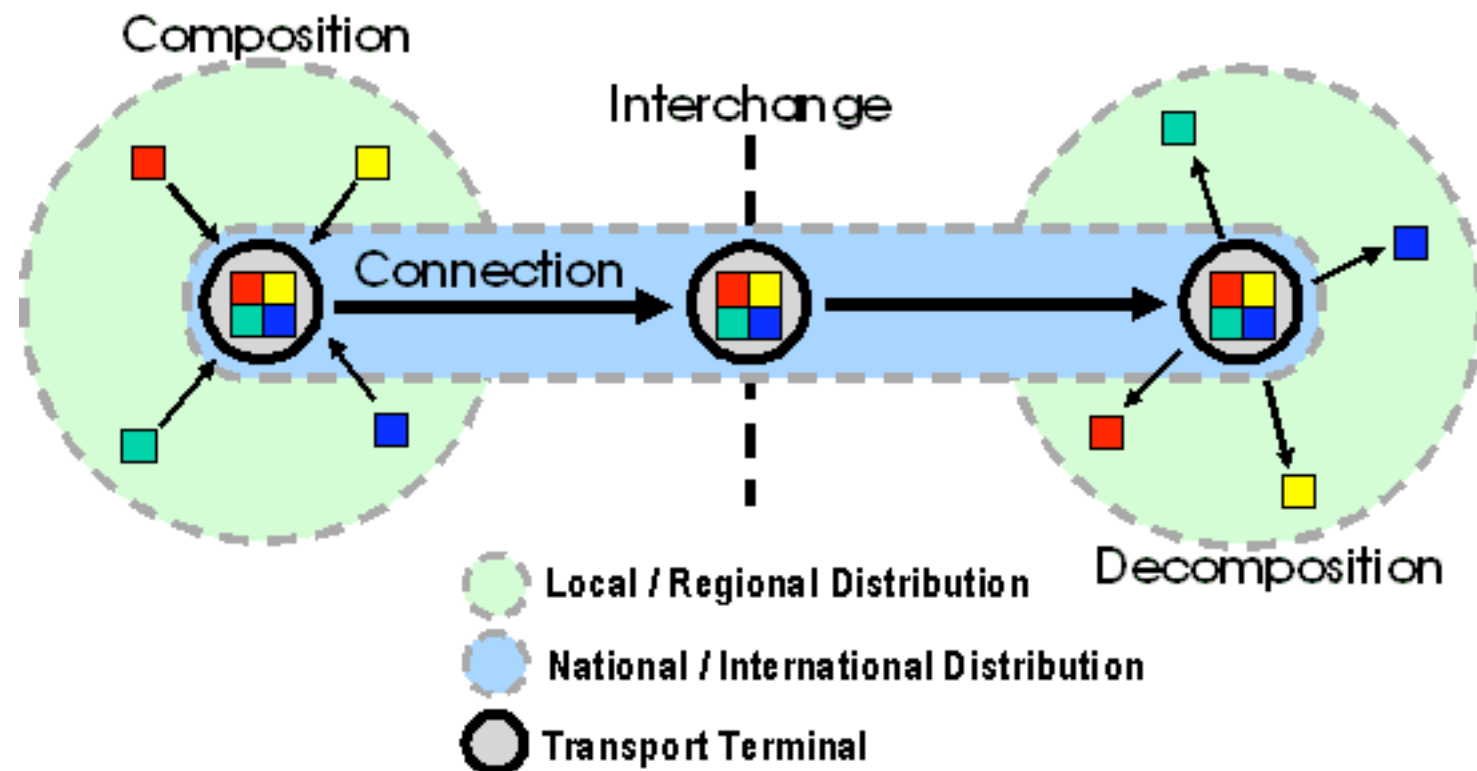 Composition
Interchange
Connection
Decomposition
Local / Regional Distribution
National / International Distribution
Transport Terminal